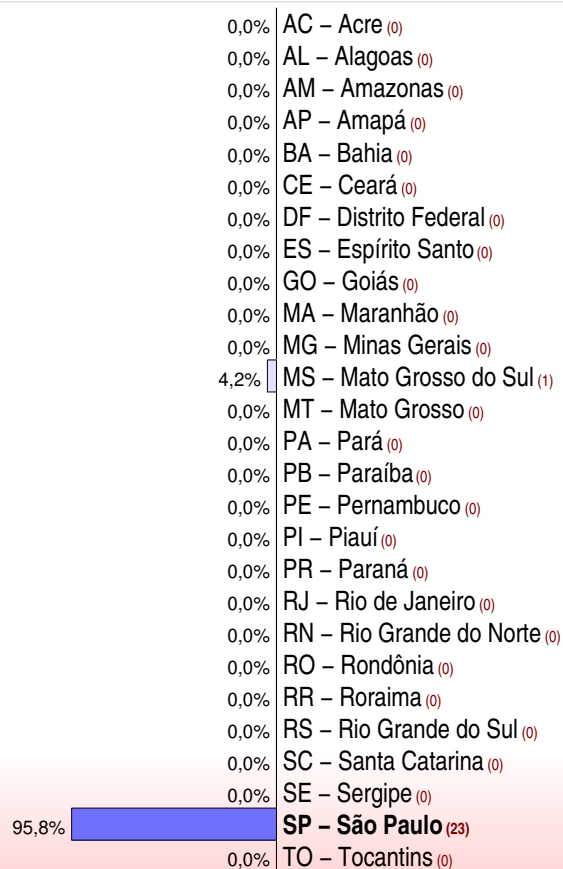 0,0% AC – Acre (0)
0,0% AL – Alagoas (0)
0,0% AM – Amazonas (0)
0,0% AP – Amapá (0)
0,0% BA – Bahia (0)
0,0% CE – Ceará (0)
0,0% DF – Distrito Federal (0)
0,0% ES – Espírito Santo (0)
0,0% GO – Goiás (0)
0,0% MA – Maranhão (0)
0,0% MG – Minas Gerais (0)
4,2% MS – Mato Grosso do Sul (1)
0,0% MT – Mato Grosso (0)
0,0% PA – Pará (0)
0,0% PB – Paraíba (0)
0,0% PE – Pernambuco (0)
0,0% PI – Piauí (0)
0,0% PR – Paraná (0)
0,0% RJ – Rio de Janeiro (0)
0,0% RN – Rio Grande do Norte (0)
0,0% RO – Rondônia (0)
0,0% RR – Roraima (0)
0,0% RS – Rio Grande do Sul (0)
0,0% SC – Santa Catarina (0)
0,0% SE – Sergipe (0)
95,8% SP – São Paulo (23)
0,0% TO – Tocantins (0)